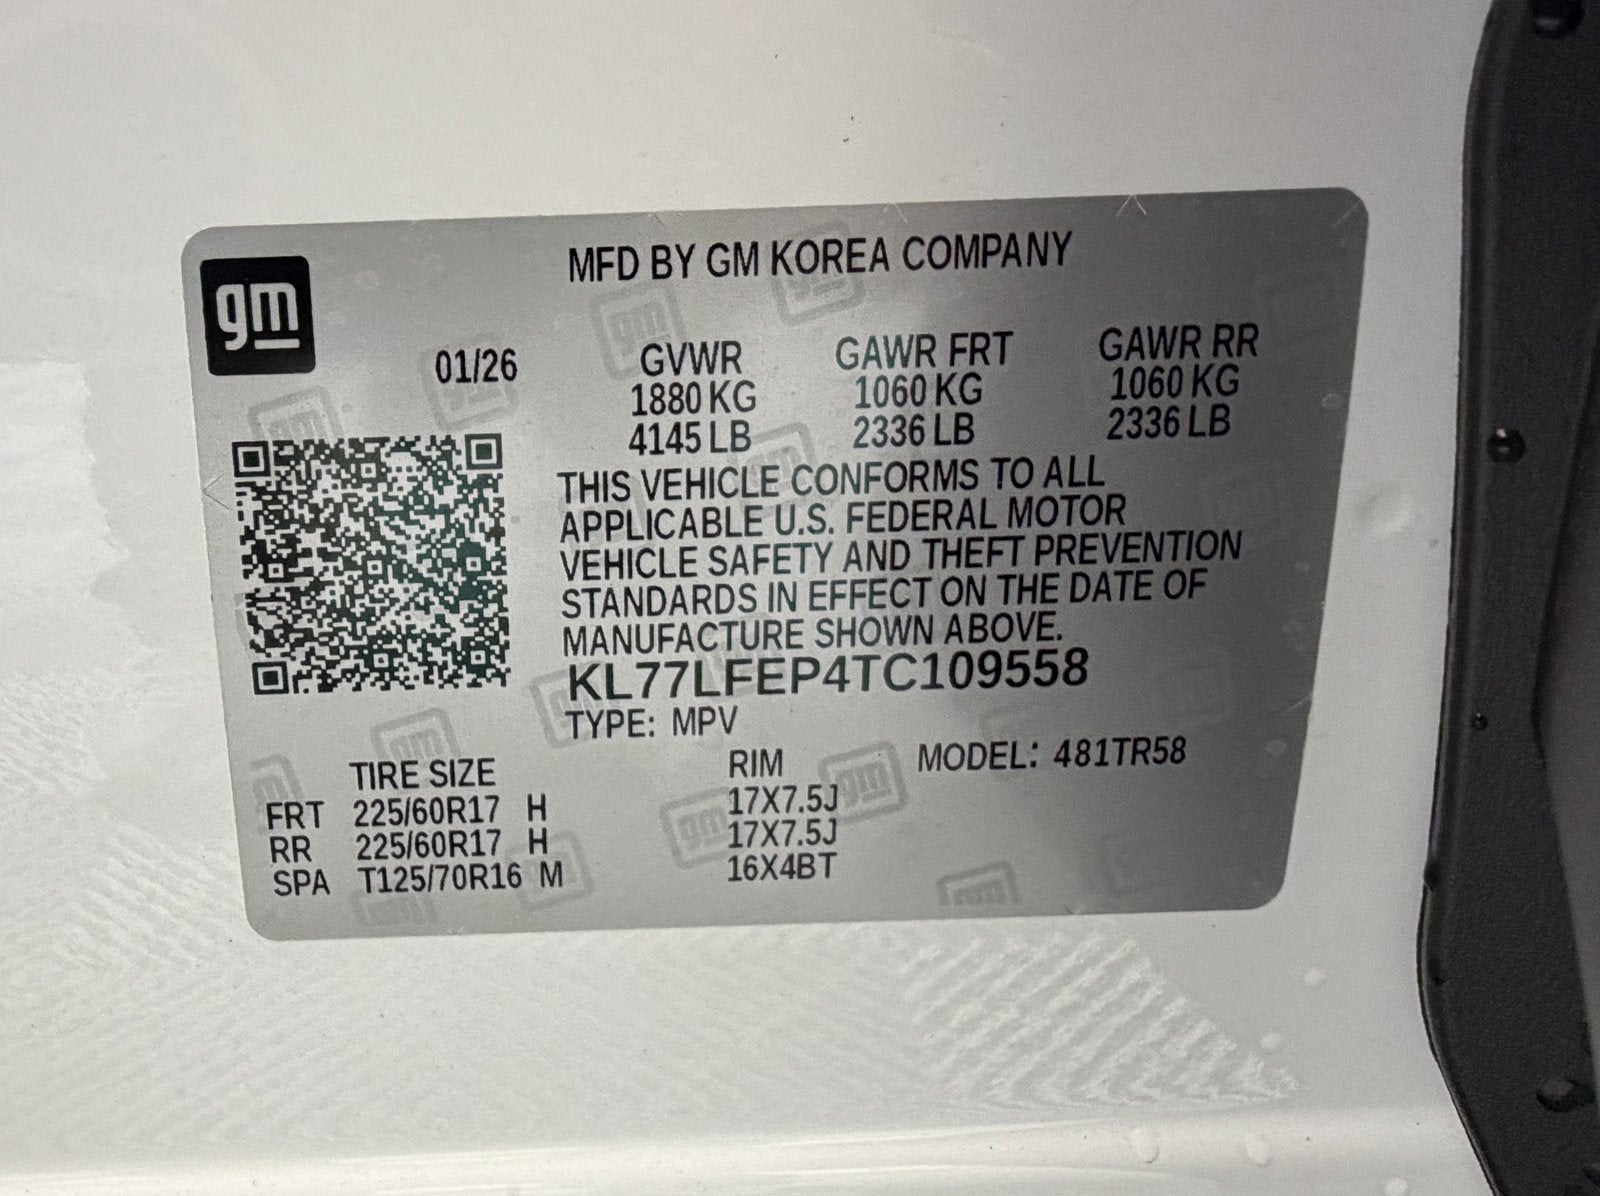 gm
MFD BY GM KOREA COMPANY
01/26 GVWR GAWR FRT GAWR RR
1880 KG 1060 KG 1060 KG
4145 LB 2336 LB 2336 LB
THIS VEHICLE CONFORMS TO ALL
APPLICABLE U.S. FEDERAL MOTOR
VEHICLE SAFETY AND THEFT PREVENTION
STANDARDS IN EFFECT ON THE DATE OF
MANUFACTURE SHOWN ABOVE.
KL77LFEP4TC109558
TYPE: MPV
TIRE SIZE RIM MODEL: 481TR58
FRT 225/60R17 H 17X7.5J
RR 225/60R17 H 17X7.5J
SPA T125/70R16 M 16X4BT